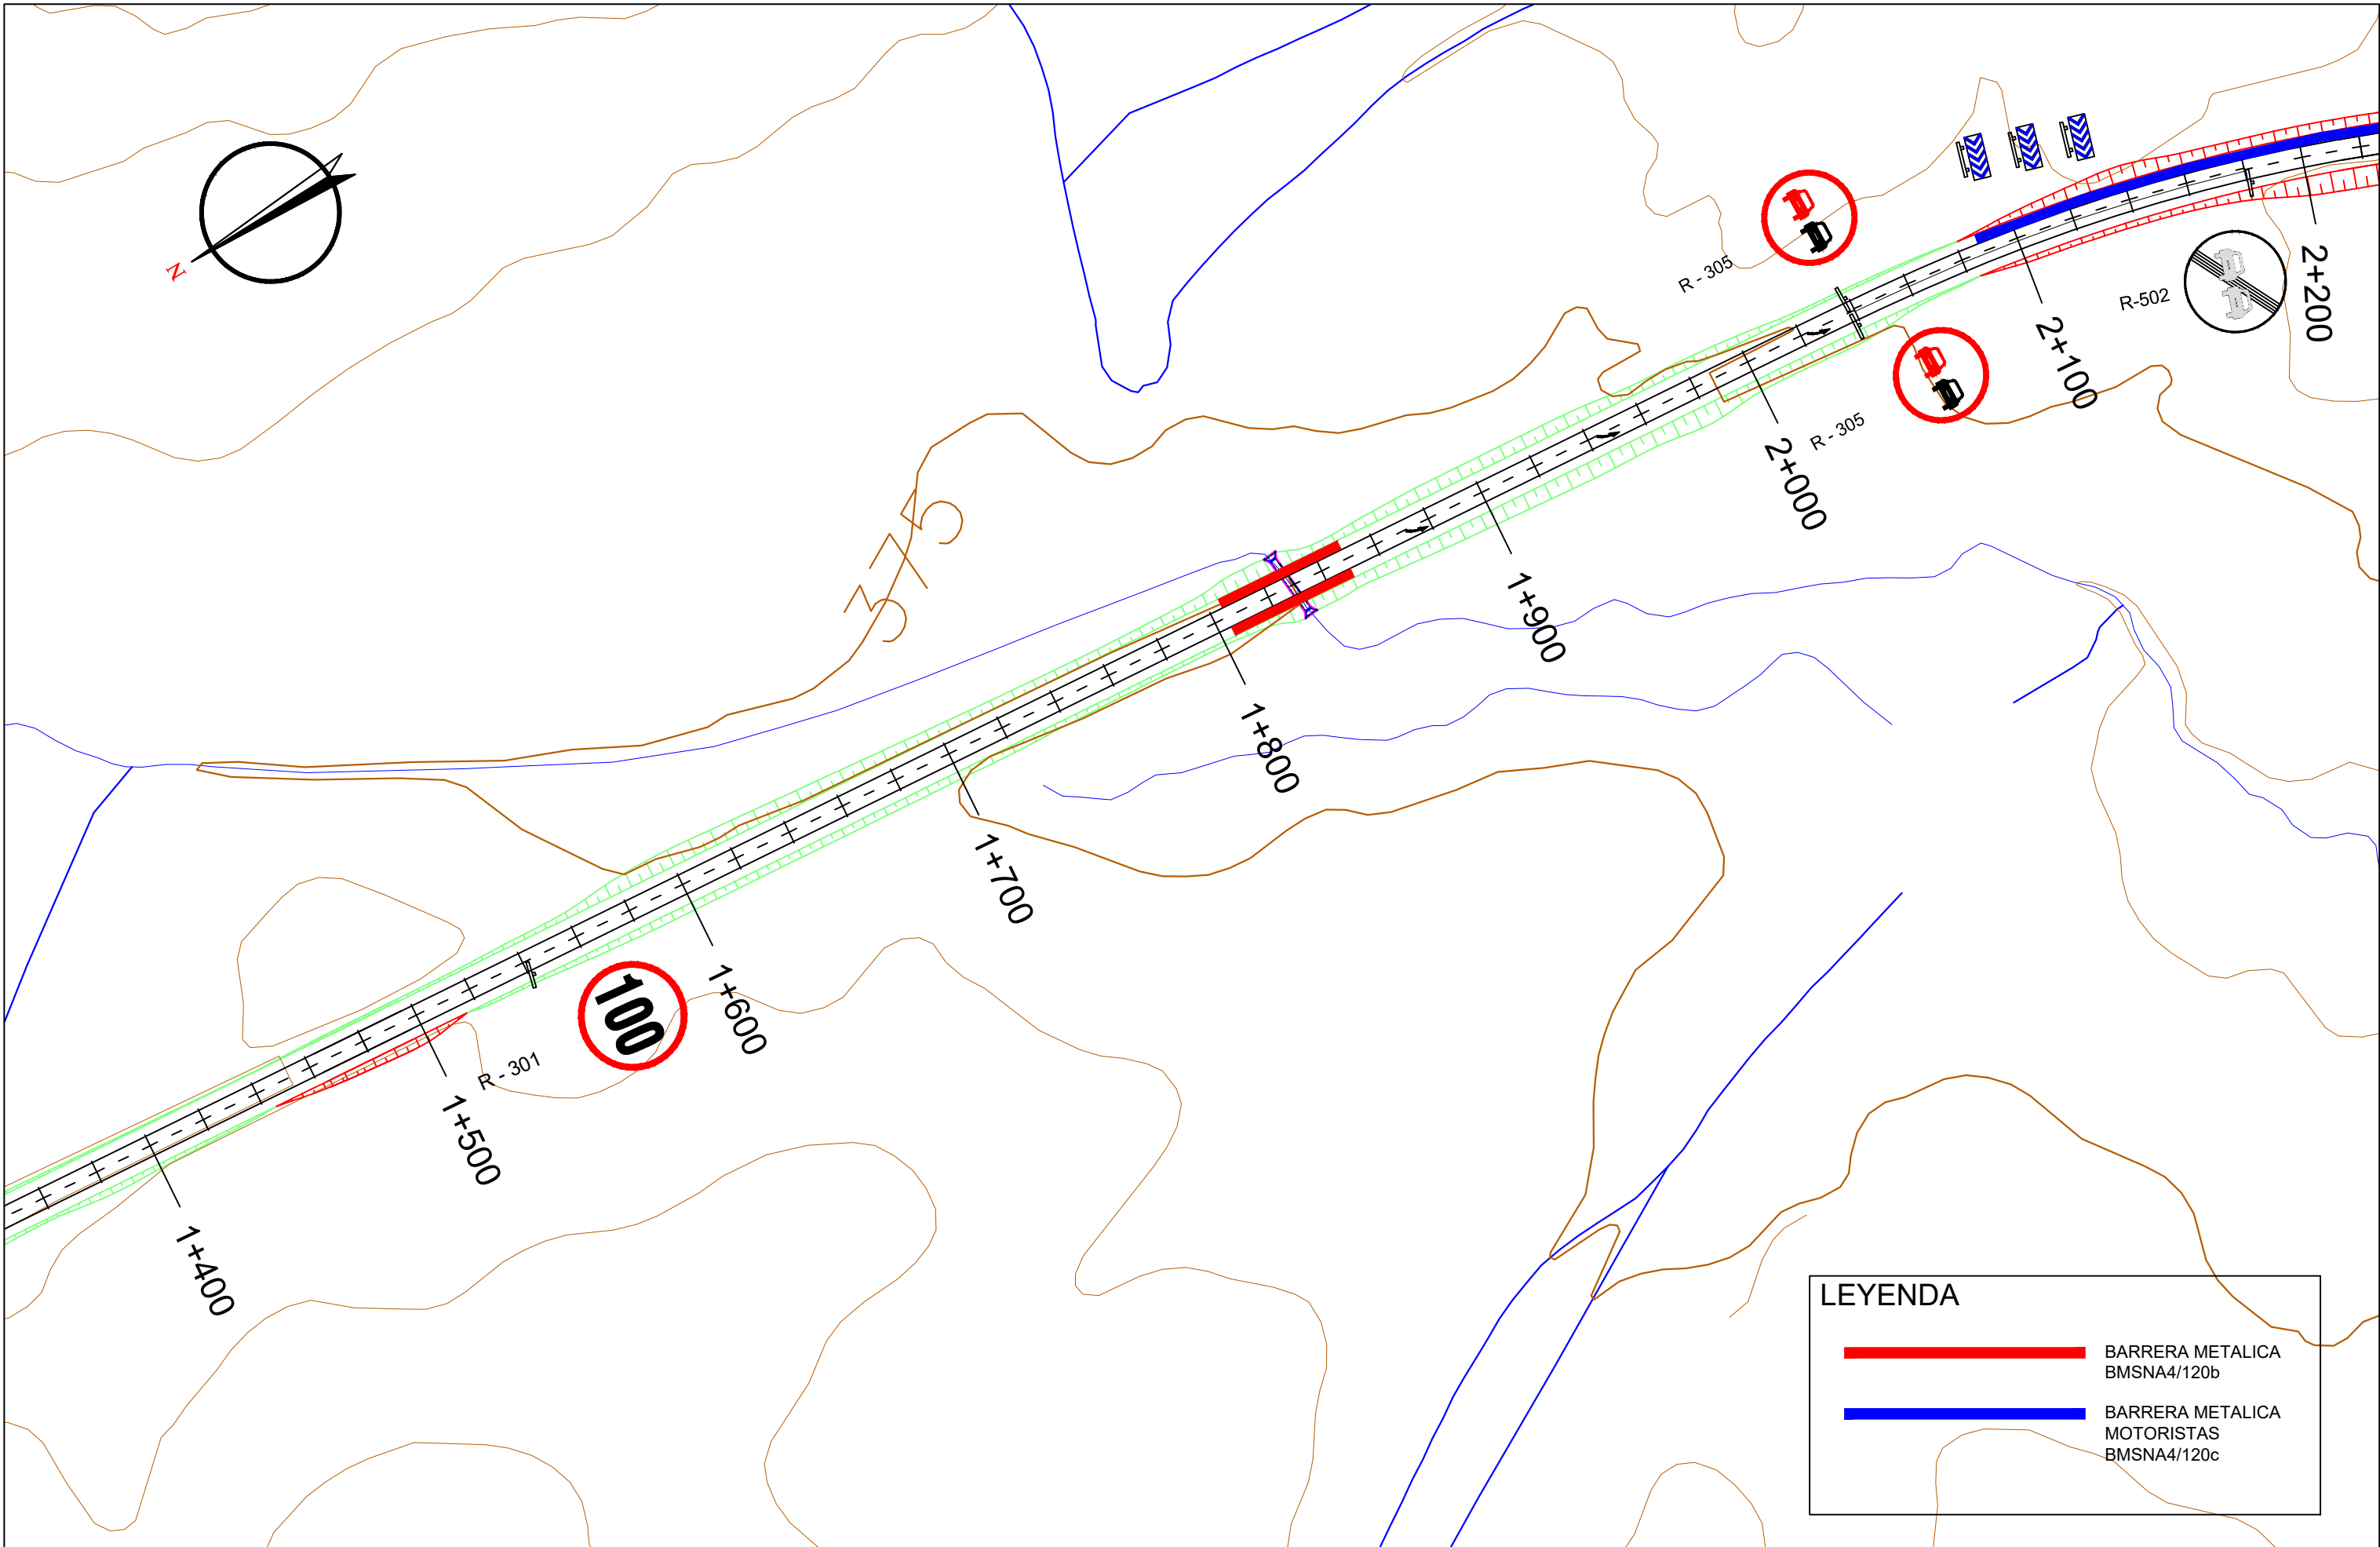 N
R - 305
R-502
2+200
2+100
R - 305
2+000
375
1+900
1+800
1+700
1+600
100
R - 301
1+500
1+400
LEYENDA
BARRERA METALICA
BMSNA4/120b
BARRERA METALICA
MOTORISTAS
BMSNA4/120c